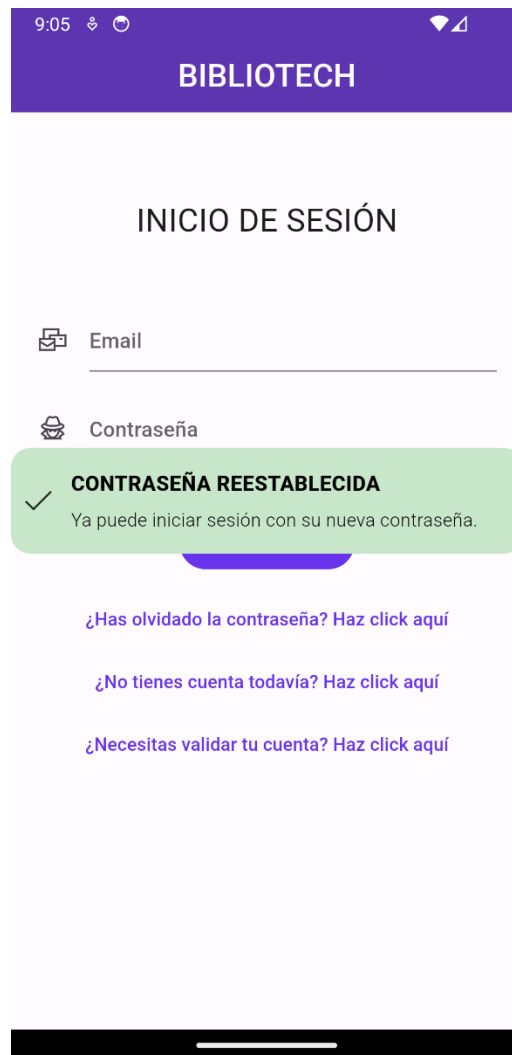 9:05
BIBLIOTECH
INICIO DE SESIÓN
Email
Contraseña
CONTRASEÑA REESTABLECIDA
Ya puede iniciar sesión con su nueva contraseña.
¿Has olvidado la contraseña? Haz click aquí
¿No tienes cuenta todavía? Haz click aquí
¿Necesitas validar tu cuenta? Haz click aquí